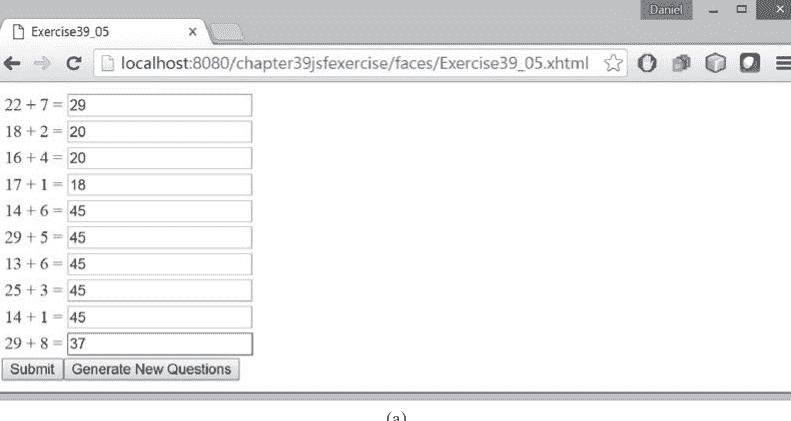 Daniel
Exercise39_05
localhost:8080/chapter39jsfexercise/faces/Exercise39_05.xhtml
22 + 7 = 29
18 + 2 = 20
16 + 4 = 20
17 + 1 = 18
14 + 6 = 45
29 + 5 = 45
13 + 6 = 45
25 + 3 = 45
14 + 1 = 45
29 + 8 = 37
Submit Generate New Questions
(a)